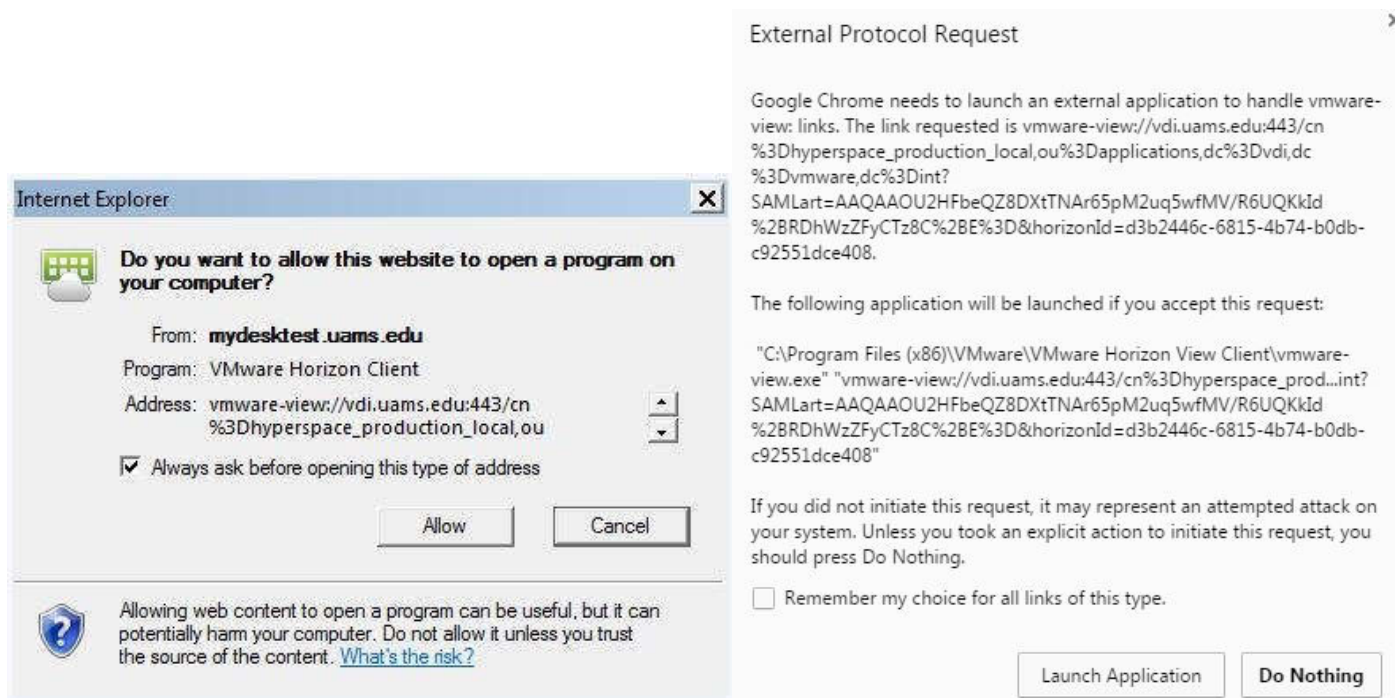 Internet Explorer
Do you want to allow this website to open a program on
your computer?
From: mydesktest.uams.edu
Program: VMware Horizon Client
Address: vmware-view://vdi.uams.edu:443/cn
%3Dhyperspace_production_local,ou
Always ask before opening this type of address
Allow
Cancel
Allowing web content to open a program can be useful, but it can
potentially harm your computer. Do not allow it unless you trust
the source of the content. What's the risk?
External Protocol Request
Google Chrome needs to launch an external application to handle vmware-
view: links. The link requested is vmware-view://vdi.uams.edu:443/cn
%3Dhyperspace_production_local,ou%3Dapplications,dc%3Dvdi,dc
%3Dvmware,dc%3Dint?
SAMLart=AAQAAOU2HFbeQZ8DXtTNAr65pM2uq5wfMV/R6UQKkId
%2BRDhWzZFyCTz8C%2BE%3D&horizonId=d3b2446c-6815-4b74-b0db-
c92551dce408.
The following application will be launched if you accept this request:
"C:\Program Files (x86)\VMware\VMware Horizon View Client\vmware-
view.exe" "vmware-view://vdi.uams.edu:443/cn%3Dhyperspace_prod...int?
SAMLart=AAQAAOU2HFbeQZ8DXtTNAr65pM2uq5wfMV/R6UQKkId
%2BRDhWzZFyCTz8C%2BE%3D&horizonId=d3b2446c-6815-4b74-b0db-
c92551dce408"
If you did not initiate this request, it may represent an attempted attack on
your system. Unless you took an explicit action to initiate this request, you
should press Do Nothing.
Remember my choice for all links of this type.
Launch Application
Do Nothing